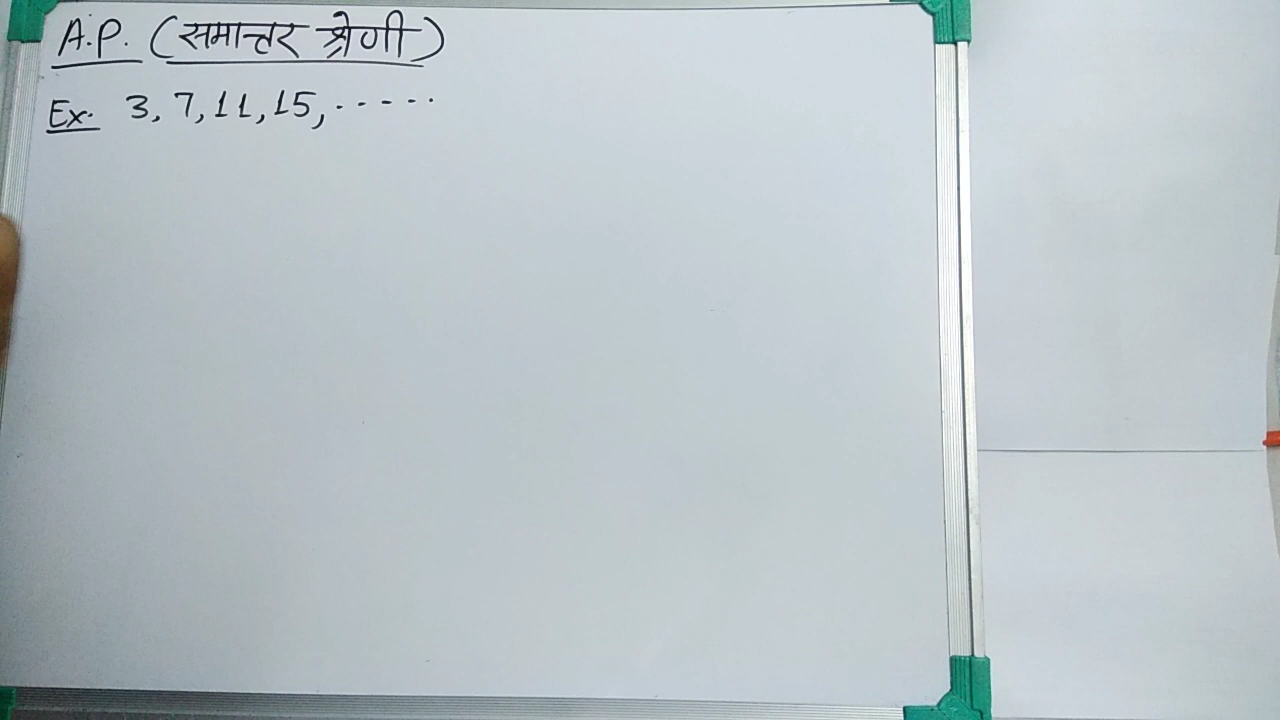 A.P. (समान्तर श्रेणी)
Ex. 3, 7, 11, 15, .....